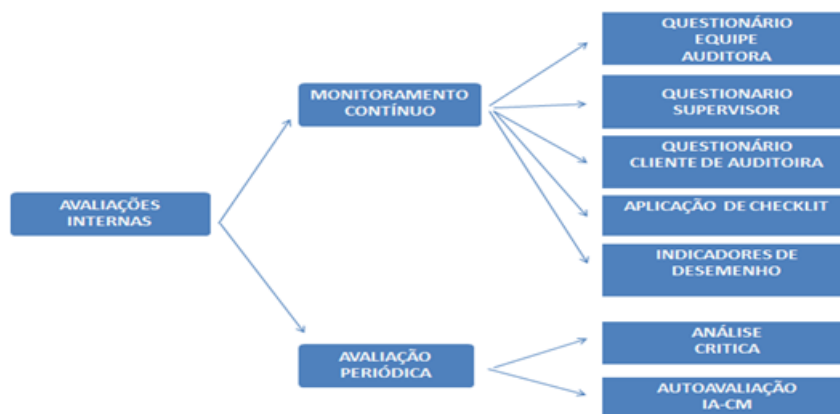 QUESTIONÁRIO
EQUIPE
AUDITORA
MONITORAMENTO
CONTÍNUO
QUESTIONARIO
SUPERVISOR
QUESTIONÁRIO
CLIENTE DE AUDITOIRA
AVALIAÇÕES
INTERNAS
APLICAÇÃO DE CHECKLIT
INDICADORES DE
DESEMENHO
AVALIAÇÃO
PERIÓDICA
ANÁLISE
CRITICA
AUTOAVALIAÇÃO
IA-CM